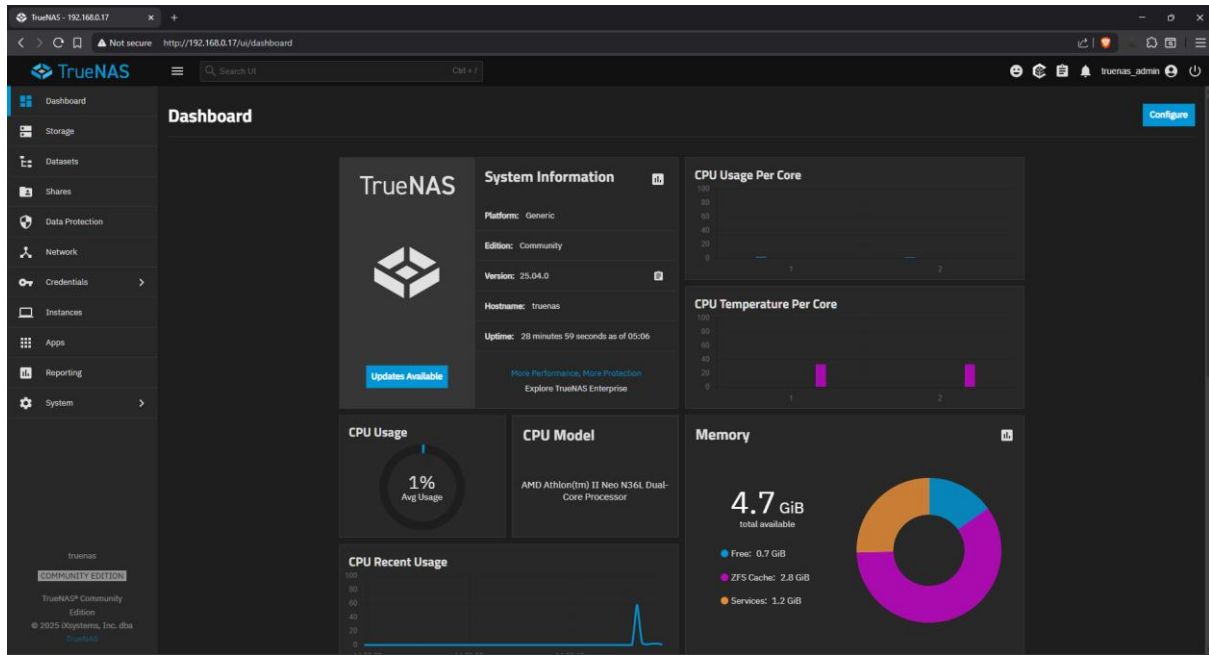 TrueNAS - 192.168.0.17
Not secure http://192.168.0.17/ui/dashboard
TrueNAS
Search UI
Ctrl + /
truenas_admin
Dashboard
Storage
Datasets
Shares
Data Protection
Network
Credentials
Instances
Apps
Reporting
System
truenas
COMMUNITY EDITION
TrueNAS® Community
Edition
© 2025 iXsystems, Inc. dba
TrueNAS
Dashboard
Configure
TrueNAS
Updates Available
System Information
Platform: Generic
Edition: Community
Version: 25.04.0
Hostname: truenas
Uptime: 28 minutes 59 seconds as of 05:06
More Performance, More Protection
Explore TrueNAS Enterprise
CPU Usage Per Core
100
80
60
40
20
0
1 2
CPU Temperature Per Core
100
80
60
40
20
0
1 2
CPU Usage
1%
Avg Usage
CPU Model
AMD Athlon(tm) II Neo N36L Dual-
Core Processor
Memory
4.7 GiB
total available
Free: 0.7 GiB
ZFS Cache: 2.8 GiB
Services: 1.2 GiB
CPU Recent Usage
100
80
60
40
20
0